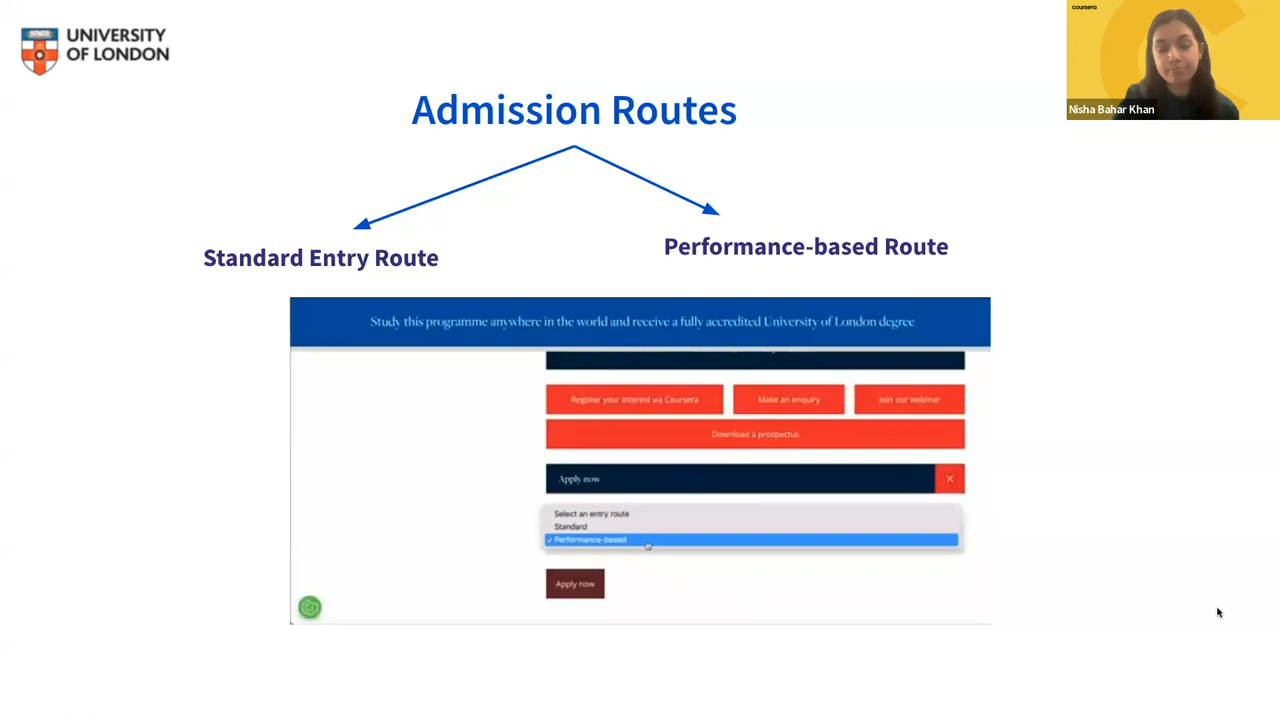 UNIVERSITY
OF LONDON
coursera
Nisha Bahar Khan
Admission Routes
Standard Entry Route
Performance-based Route
Study this programme anywhere in the world and receive a fully accredited University of London degree
Register your interest via Coursera
Make an enquiry
Join our webinar
Download a prospectus
Apply now
Select an entry route
Standard
✓ Performance-based
Apply now